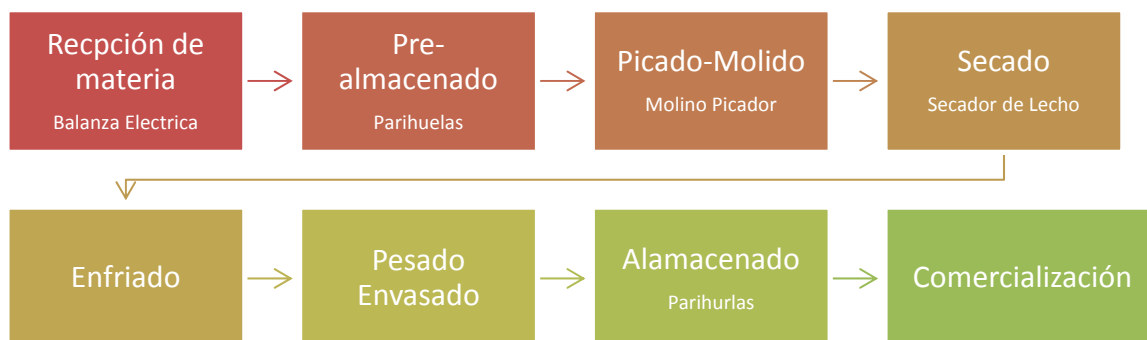 Recpción de
materia
Balanza Electrica
Pre-
almacenado
Parihuelas
Picado-Molido
Molino Picador
Secado
Secador de Lecho
Enfriado
Pesado
Envasado
Alamacenado
Parihurlas
Comercialización